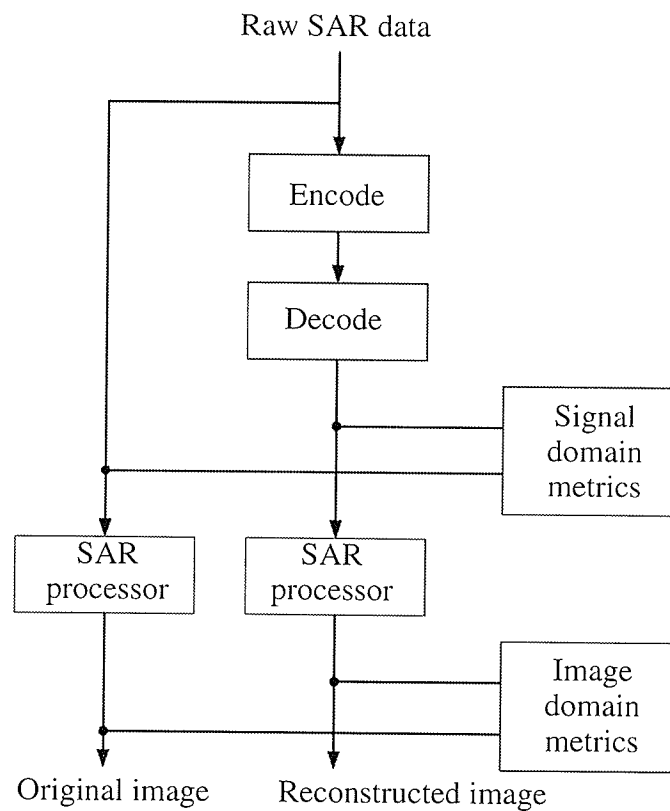 Raw SAR data
Encode
Decode
Signal
domain
metrics
SAR
processor
SAR
processor
Image
domain
metrics
Original image
Reconstructed image